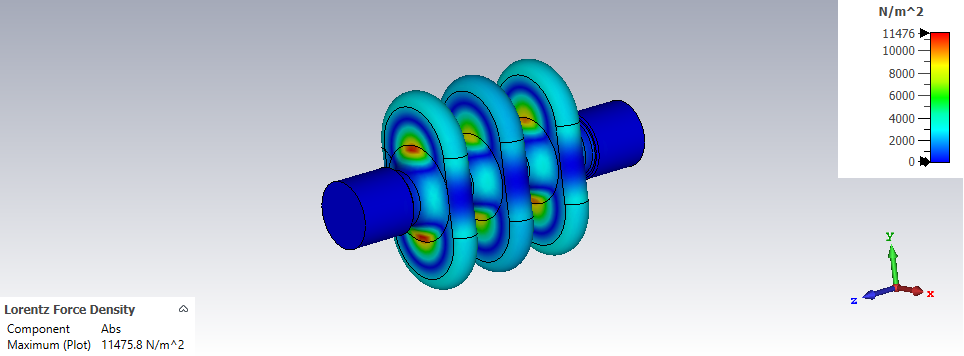 N/m^2
11476
10000
8000
6000
4000
2000
0
y
z
x
Lorentz Force Density
Component Abs
Maximum (Plot) 11475.8 N/m^2